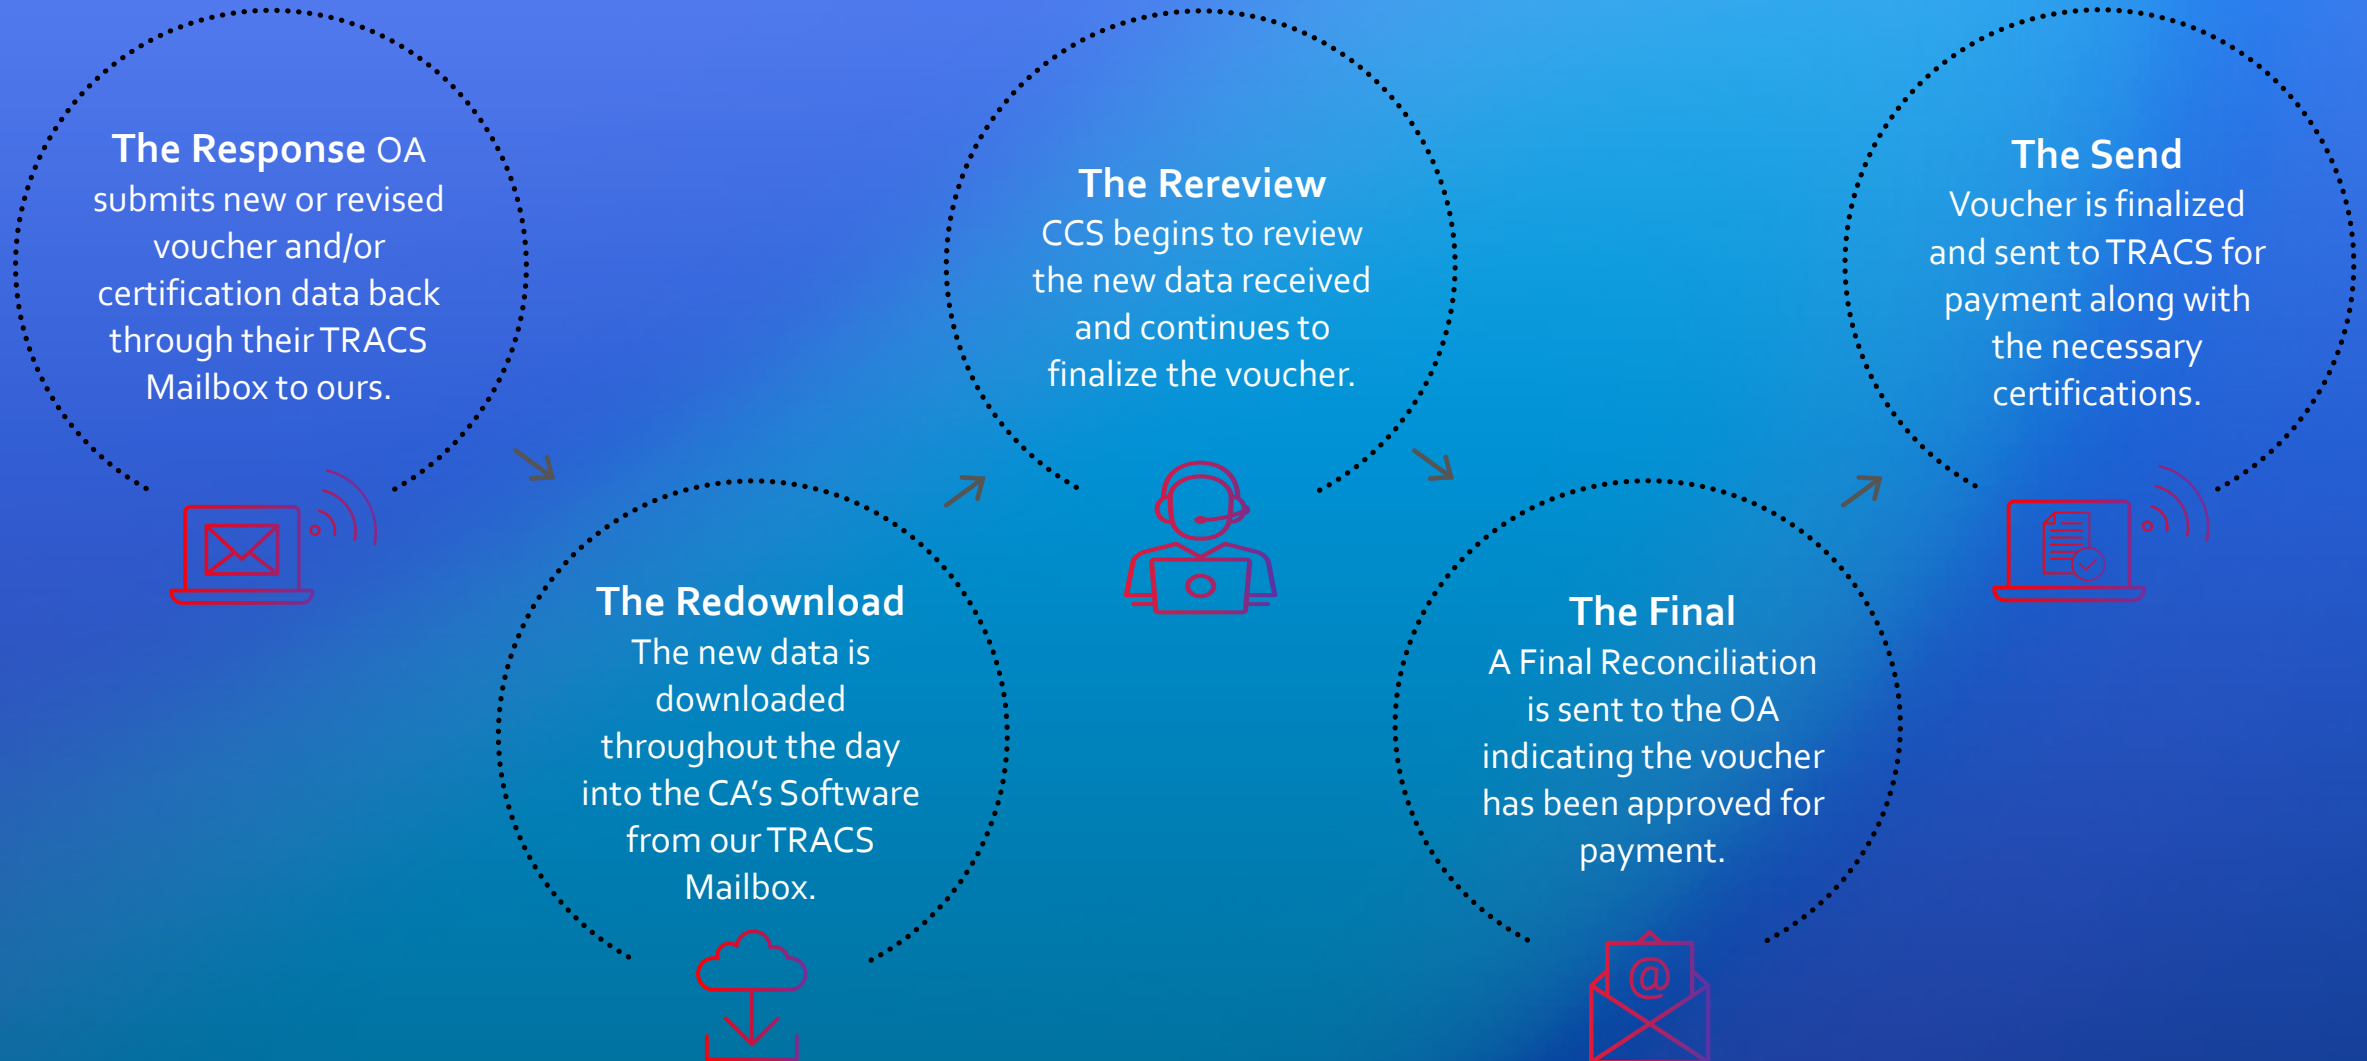 The Response OA
submits new or revised
voucher and/or
certification data back
through their TRACS
Mailbox to ours.
The Redownload
The new data is
downloaded
throughout the day
into the CA's Software
from our TRACS
Mailbox.
The Rereview
CCS begins to review
the new data received
and continues to
finalize the voucher.
The Final
A Final Reconciliation
is sent to the OA
indicating the voucher
has been approved for
payment.
@
The Send
Voucher is finalized
and sent to TRACS for
payment along with
the necessary
certifications.